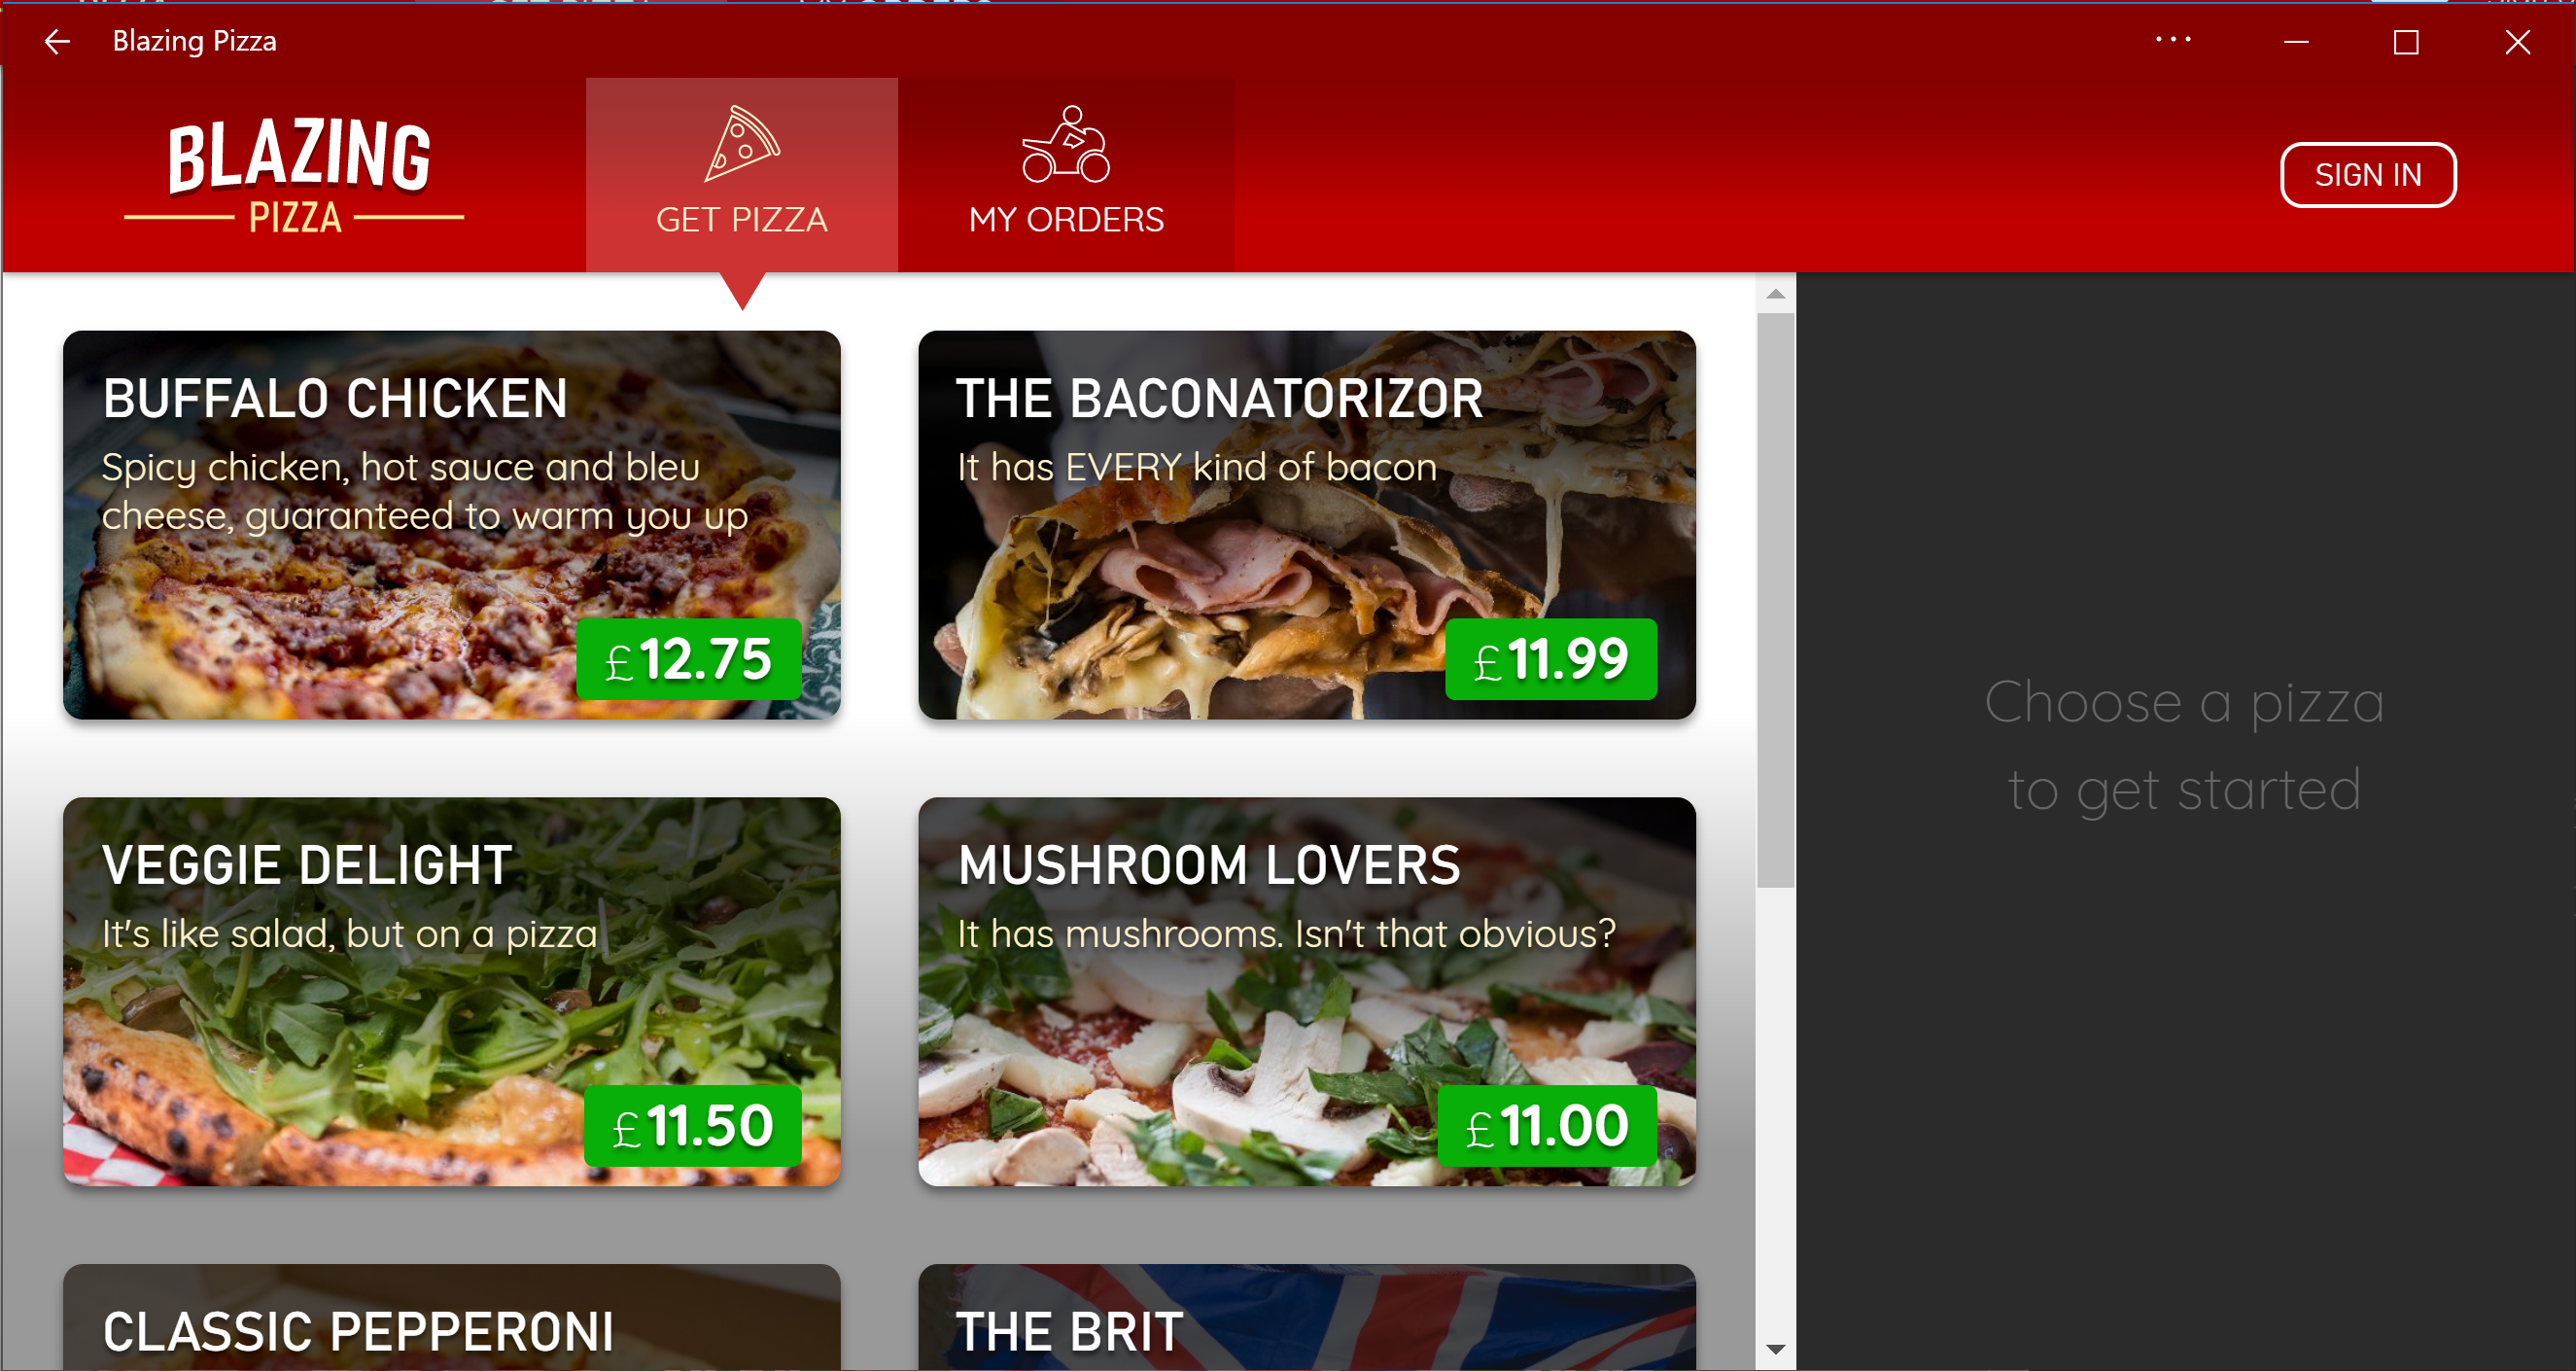 Blazing Pizza
BLAZING
PIZZA
GET PIZZA
MY ORDERS
SIGN IN
BUFFALO CHICKEN
Spicy chicken, hot sauce and bleu
cheese, guaranteed to warm you up
£12.75
THE BACONATORIZOR
It has EVERY kind of bacon
£11.99
VEGGIE DELIGHT
It's like salad, but on a pizza
£11.50
MUSHROOM LOVERS
It has mushrooms. Isn't that obvious?
£11.00
CLASSIC PEPPERONI
THE BRIT
Choose a pizza
to get started